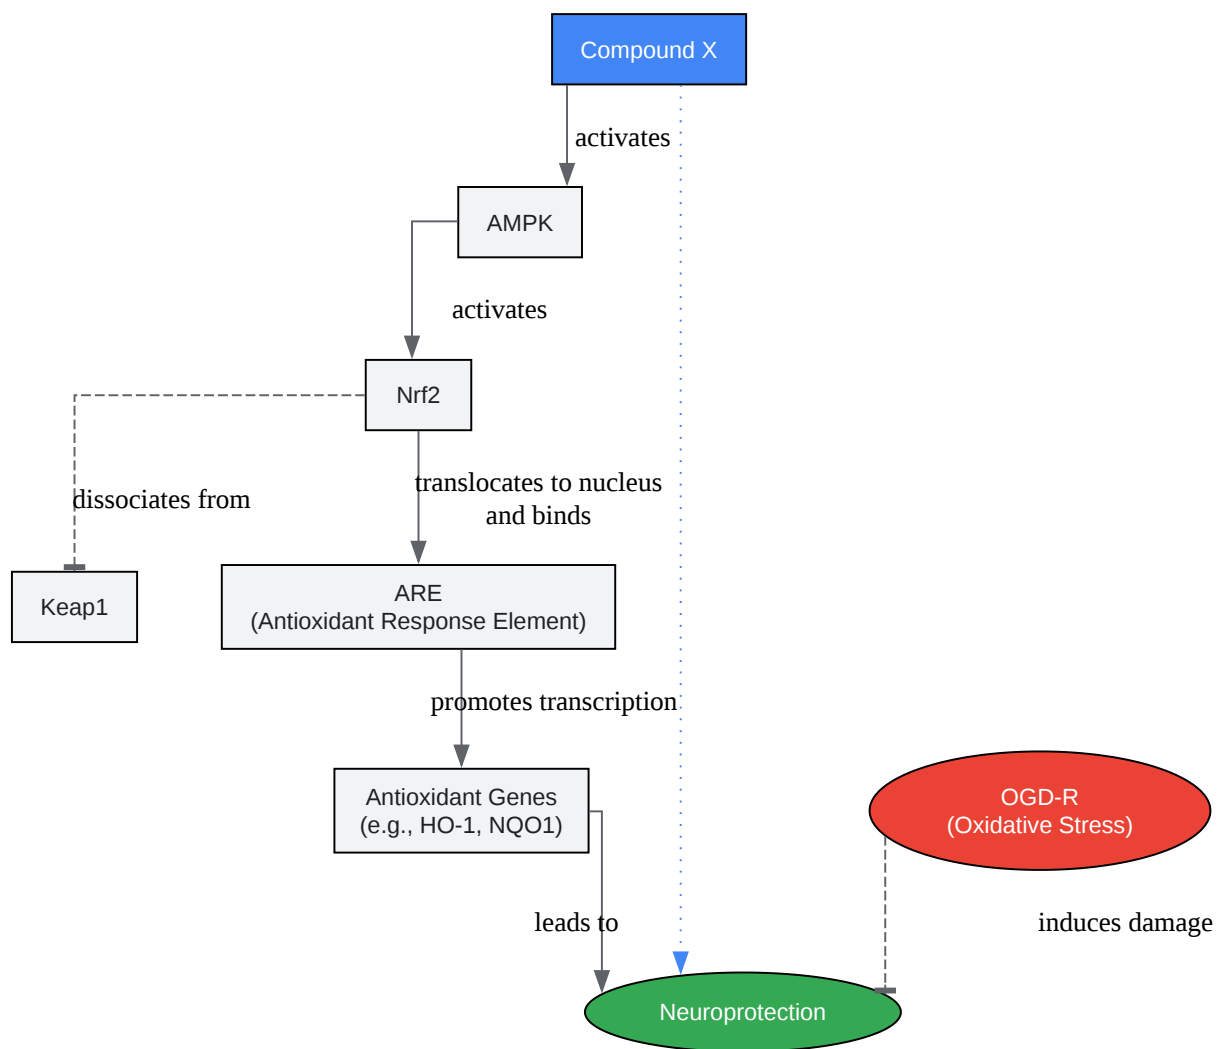 Compound X
activates
AMPK
activates
Nrf2
translocates to nucleus
and binds
dissociates from
ARE
(Antioxidant Response Element)
Keap1
promotes transcription
Antioxidant Genes
(e.g., HO-1, NQO1)
OGD-R
(Oxidative Stress)
leads to
induces damage
Neuroprotection